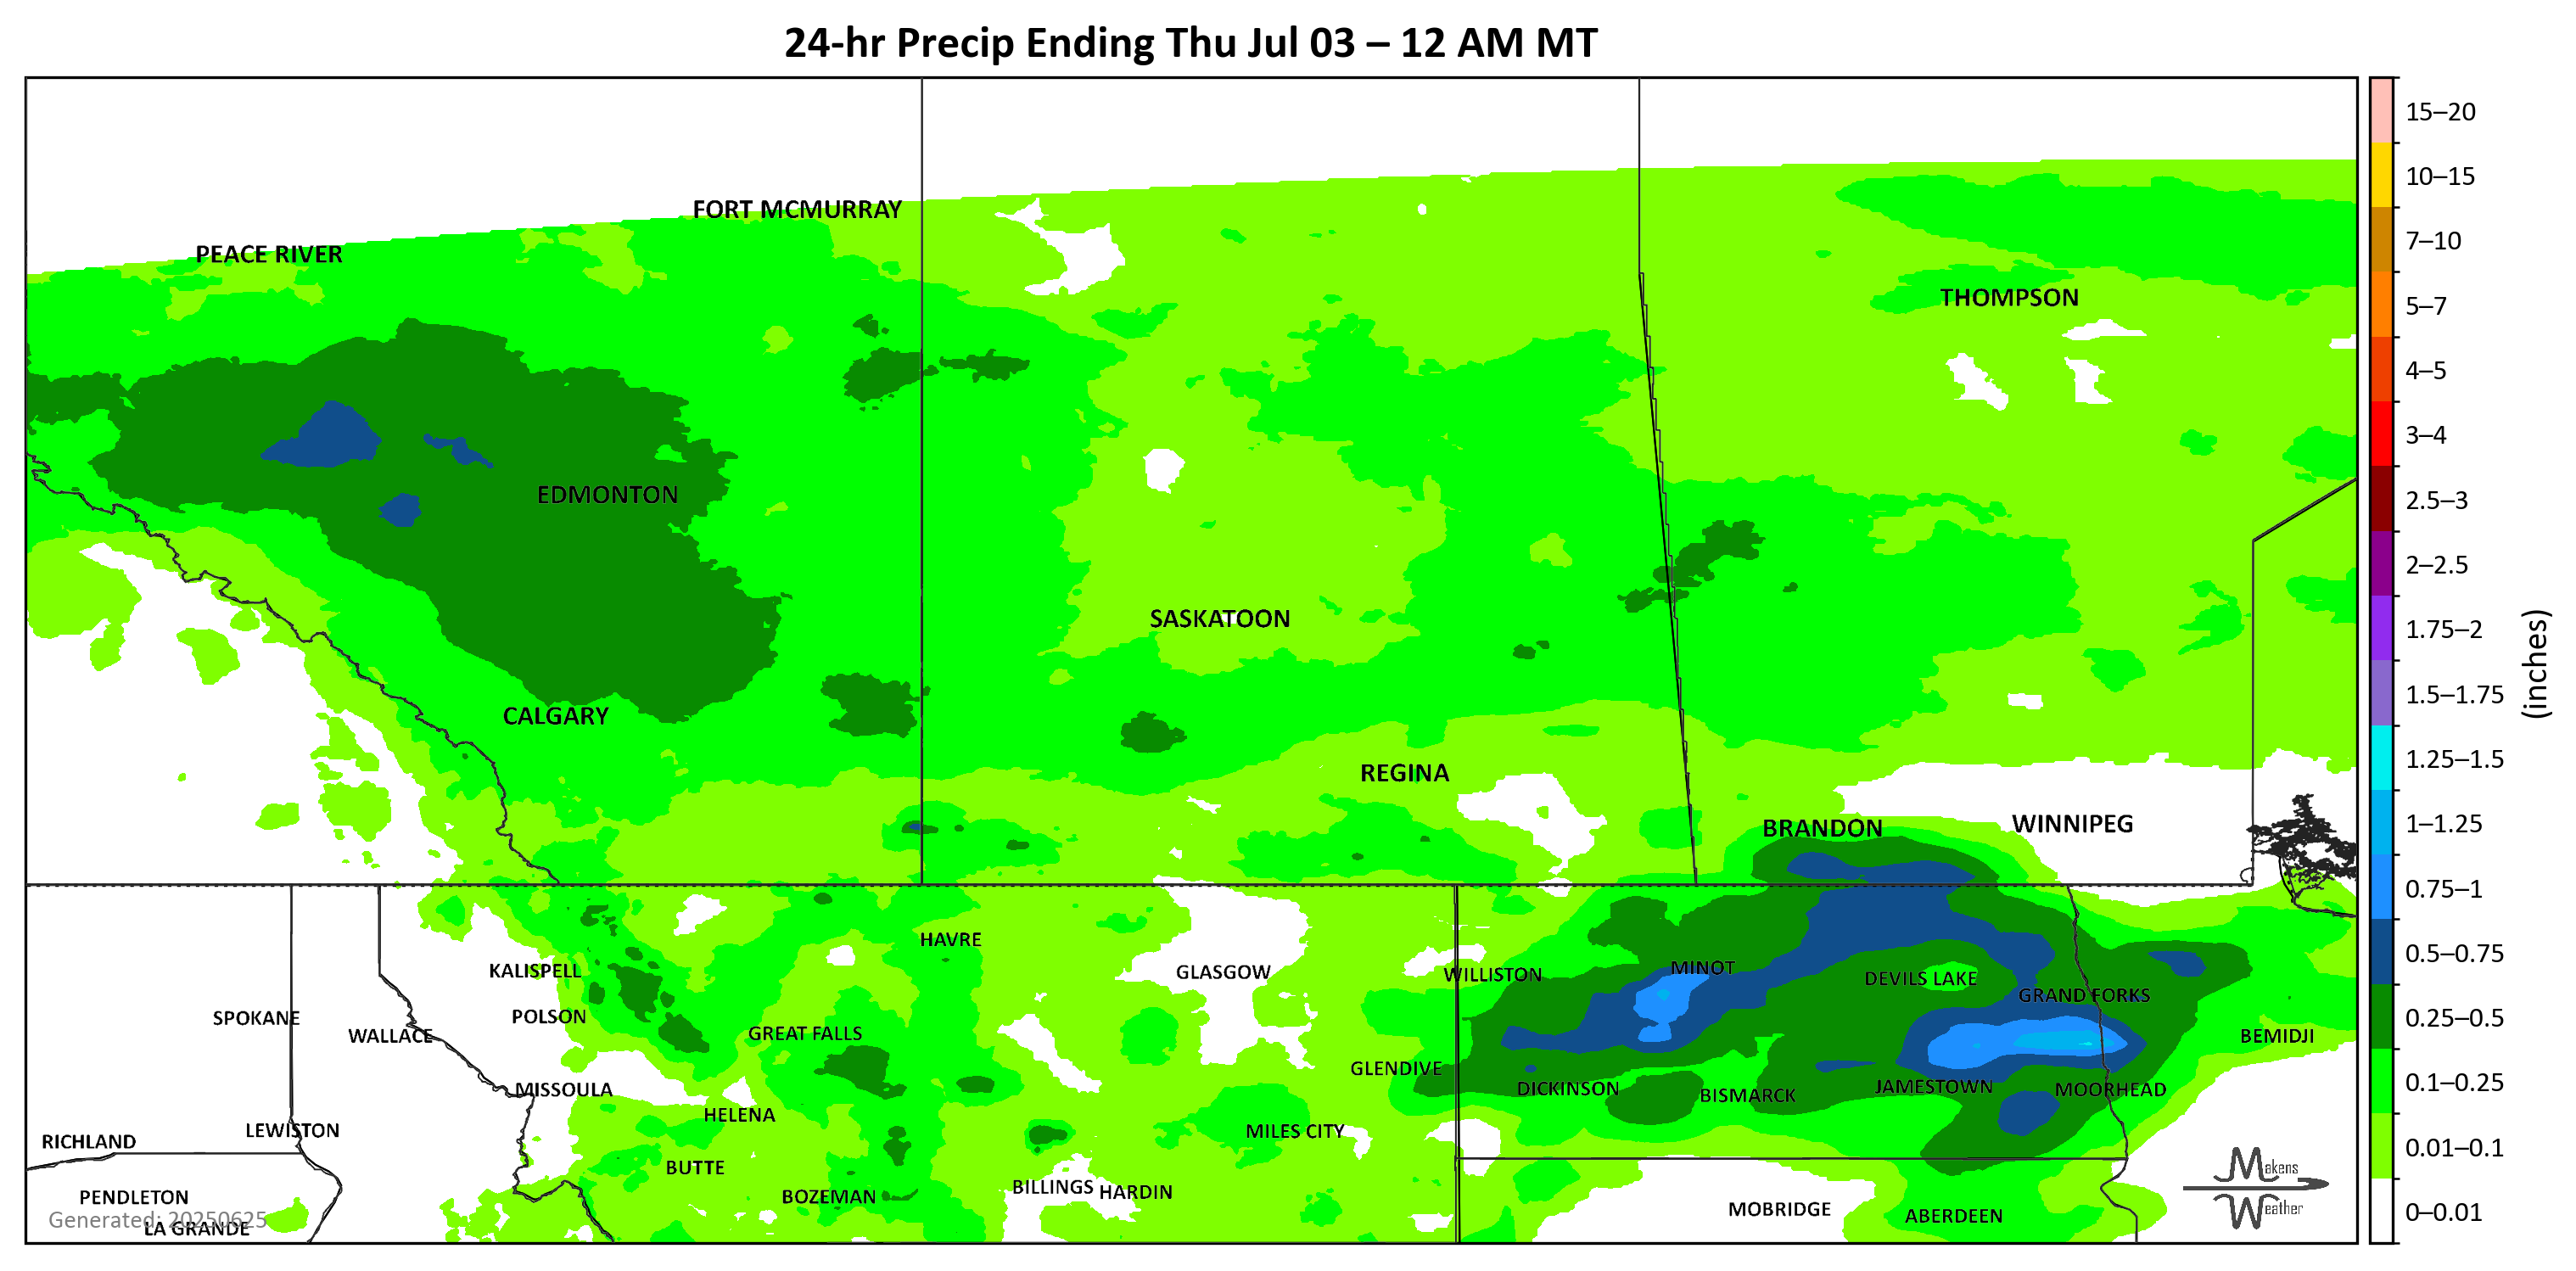 24-hr Precip Ending Thu Jul 03 – 12 AM MT
15–20
10–15
7–10
5–7
4–5
3–4
2.5–3
2–2.5
1.75–2
1.5–1.75
1.25–1.5
1–1.25
0.75–1
0.5–0.75
0.25–0.5
0.1–0.25
0.01–0.1
0–0.01
(inches)
FORT MCMURRAY
PEACE RIVER
THOMPSON
EDMONTON
SASKATOON
CALGARY
REGINA
BRANDON
WINNIPEG
HAVRE
KALISPELL
GLASGOW
WILLISTON
MINOT
DEVILS LAKE
GRAND FORKS
SPOKANE
POLSON
WALLACE
GREAT FALLS
BEMIDJI
GLENDIVE
MISSOULA
DICKINSON
BISMARCK
JAMESTOWN
MOORHEAD
HELENA
RICHLAND
LEWISTON
MILES CITY
BUTTE
PENDLETON
BOZEMAN
BILLINGS
HARDIN
MOBRIDGE
ABERDEEN
Generated: 20250625
LA GRANDE
Makens
Weather